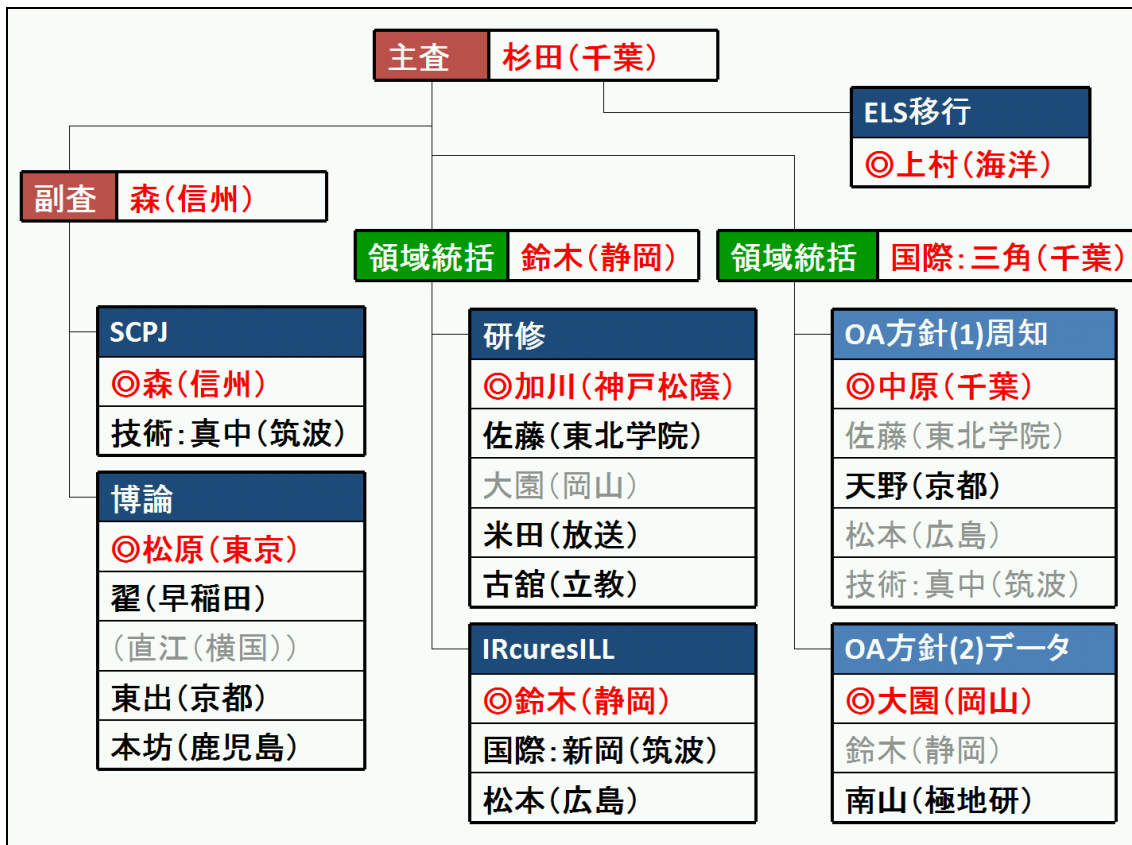 主査 杉田(千葉)
ELS移行
◎上村(海洋)
副査 森(信州)
領域統括 鈴木(静岡)
領域統括 国際:三角(千葉)
SCPJ
◎森(信州)
技術:真中(筑波)
博論
◎松原(東京)
翟(早稲田)
(直江(横国))
東出(京都)
本坊(鹿児島)
研修
◎加川(神戸松蔭)
佐藤(東北学院)
大園(岡山)
米田(放送)
古舘(立教)
IRcuresILL
◎鈴木(静岡)
国際:新岡(筑波)
松本(広島)
OA方針(1)周知
◎中原(千葉)
佐藤(東北学院)
天野(京都)
松本(広島)
技術:真中(筑波)
OA方針(2)データ
◎大園(岡山)
鈴木(静岡)
南山(極地研)